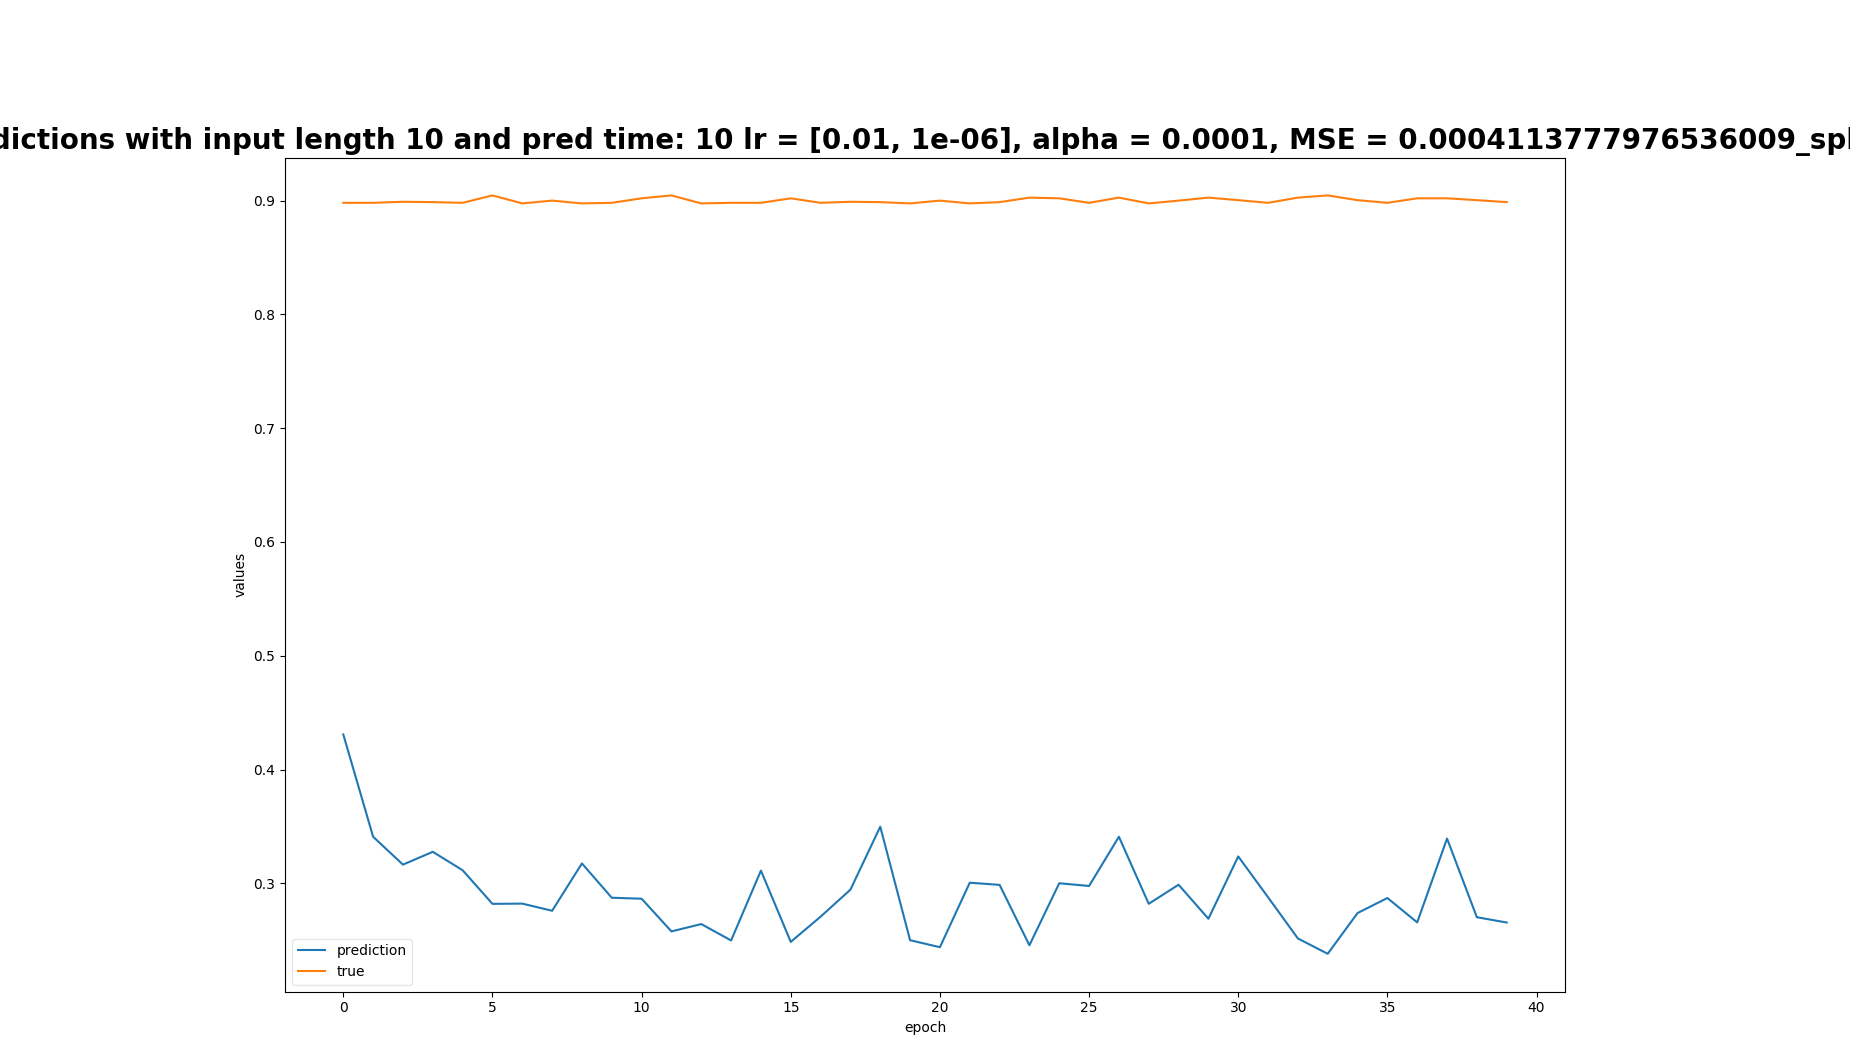 dictions with input length 10 and pred time: 10 lr = [0.01, 1e-06], alpha = 0.0001, MSE = 0.0004113777976536009_spl
0.9
0.8
0.7
0.6
0.5
0.4
0.3
values
prediction
true
0 5 10 15 20 25 30 35 40
epoch